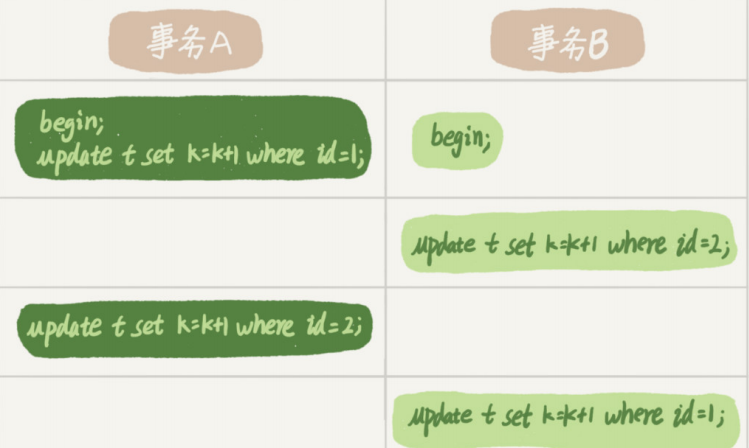 事务A
事务B
begin;
update t set k=k+1 where id=1;
begin;
update t set k=k+1 where id=2;
update t set k=k+1 where id=2;
update t set k=k+1 where id=1;